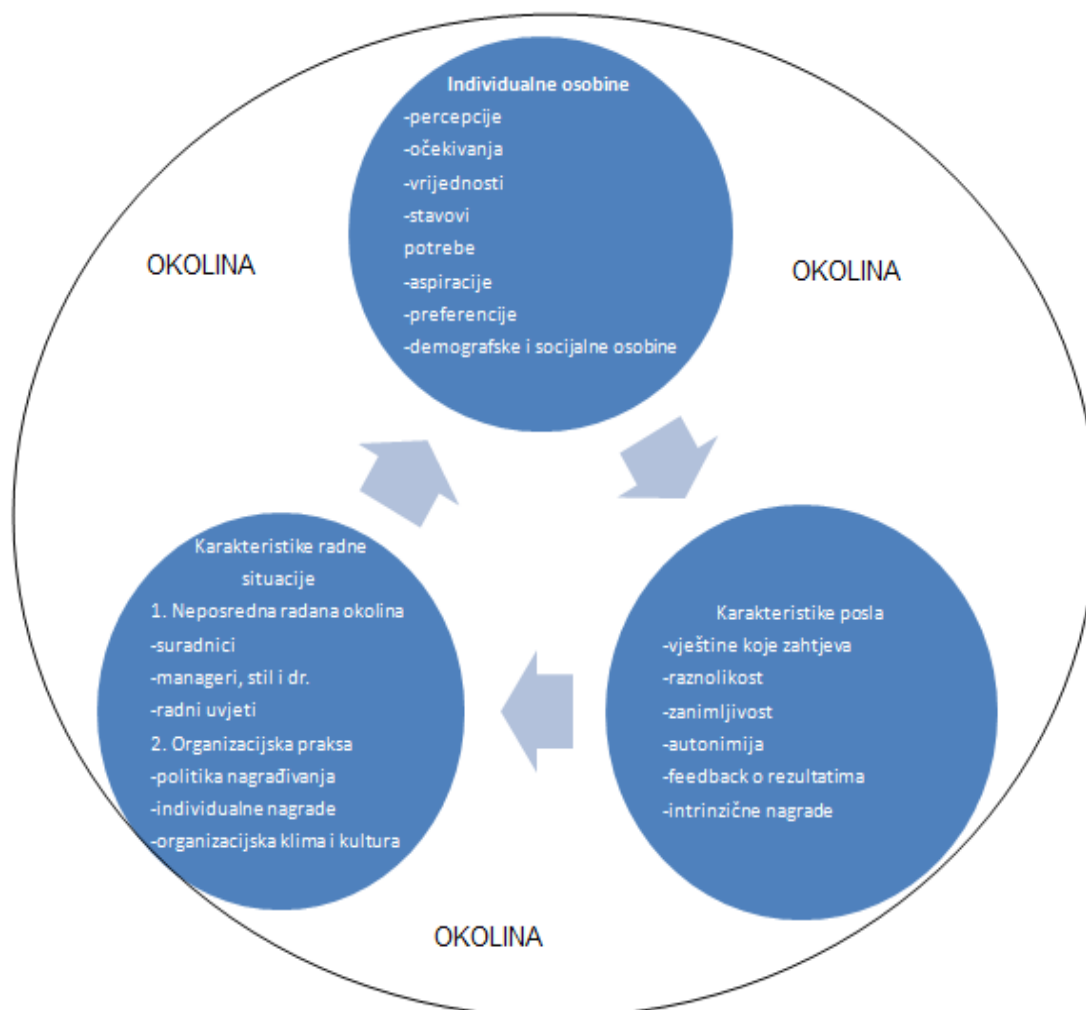 Individualne osobine
-percepcije
-očekivanja
-vrijednosti
-stavovi
potrebe
-aspiracije
-preferencije
-demografske i socijalne osobine
OKOLINA
OKOLINA
Karakteristike radne
situacije
1. Neposredna radana okolina
-suradnici
-manageri, stil i dr.
-radni uvjeti
2. Organizacijska praksa
-politika nagrađivanja
-individualne nagrade
-organizacijska klima i kultura
Karakteristike posla
-vještine koje zahtjeva
-raznolikost
-zanimljivost
-autonimija
-feedback o rezultatima
-intrinzične nagrade
OKOLINA